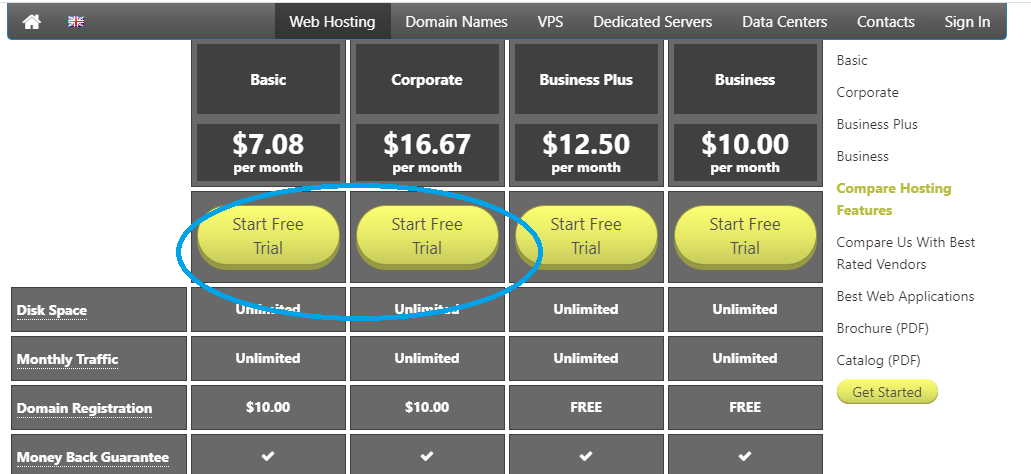 Web Hosting Domain Names VPS Dedicated Servers Data Centers Contacts Sign In
Basic Corporate Business Plus Business
$7.08 $16.67 $12.50 $10.00
per month per month per month per month
Start Free Start Free Start Free Start Free
Trial Trial Trial Trial
Disk Space Unlimited Unlimited Unlimited Unlimited
Monthly Traffic Unlimited Unlimited Unlimited Unlimited
Domain Registration $10.00 $10.00 FREE FREE
Money Back Guarantee
Basic
Corporate
Business Plus
Business
Compare Hosting
Features
Compare Us With Best
Rated Vendors
Best Web Applications
Brochure (PDF)
Catalog (PDF)
Get Started